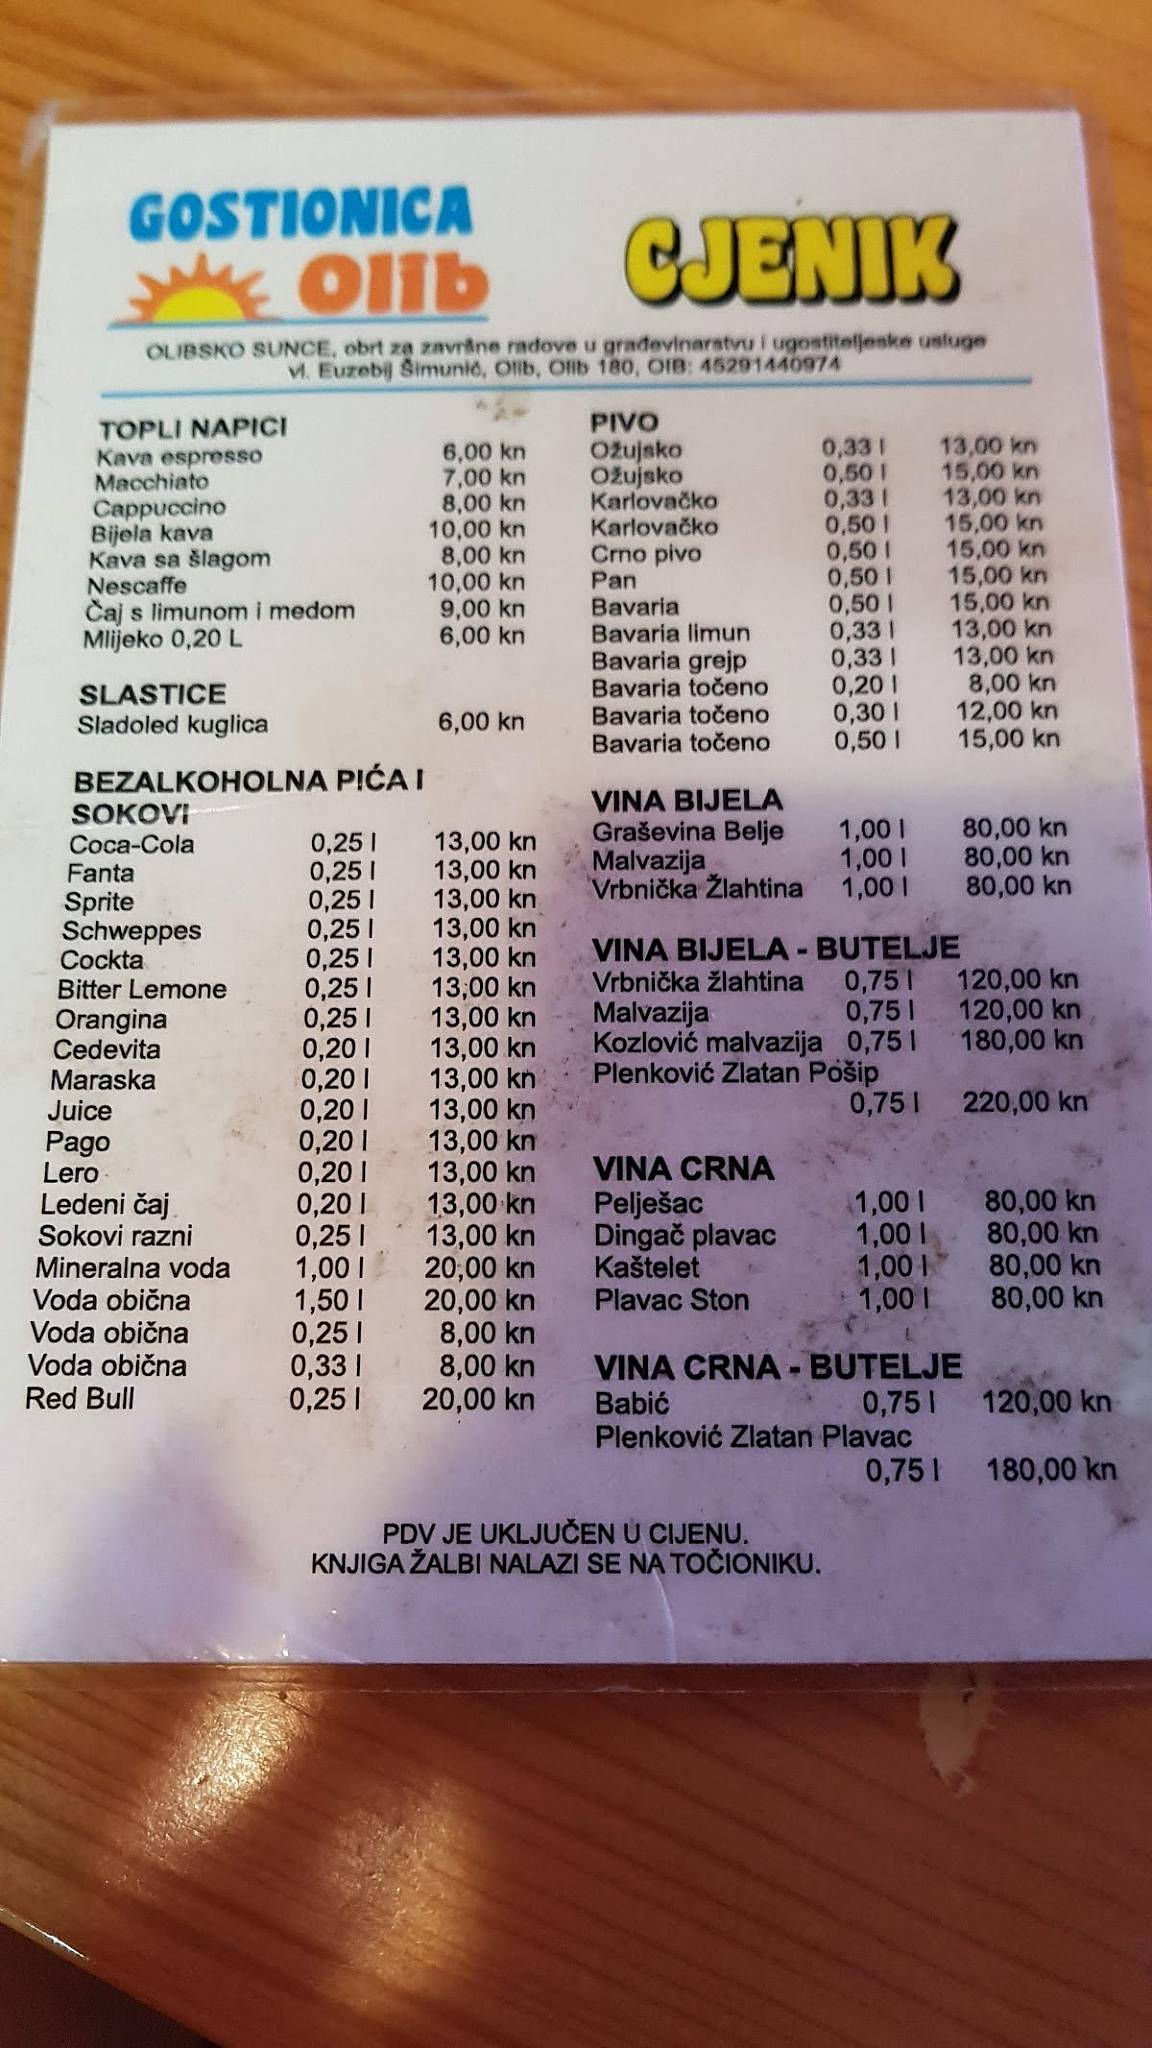 GOSTIONICA
Olib
CJENIK
OLIBSKO SUNCE, obrt za završne radove u građevinarstvu i ugostiteljeske usluge
vl. Euzebij Šimunić, Olib, Olib 180, OIB: 45291440974
TOPLI NAPICI
Kava espresso 6,00 kn
Macchiato 7,00 kn
Cappuccino 8,00 kn
Bijela kava 10,00 kn
Kava sa šlagom 8,00 kn
Nescaffe 10,00 kn
Čaj s limunom i medom 9,00 kn
Mlijeko 0,20 L 6,00 kn
SLASTICE
Sladoled kuglica 6,00 kn
BEZALKOHOLNA PIĆA I
SOKOVI
Coca-Cola 0,25 l 13,00 kn
Fanta 0,25 l 13,00 kn
Sprite 0,25 l 13,00 kn
Schweppes 0,25 l 13,00 kn
Cockta 0,25 l 13,00 kn
Bitter Lemone 0,25 l 13,00 kn
Orangina 0,25 l 13,00 kn
Cedevita 0,20 l 13,00 kn
Maraska 0,20 l 13,00 kn
Juice 0,20 l 13,00 kn
Pago 0,20 l 13,00 kn
Lero 0,20 l 13,00 kn
Ledeni čaj 0,20 l 13,00 kn
Sokovi razni 0,25 l 13,00 kn
Mineralna voda 1,00 l 20,00 kn
Voda obična 1,50 l 20,00 kn
Voda obična 0,25 l 8,00 kn
Voda obična 0,33 l 8,00 kn
Red Bull 0,25 l 20,00 kn
PIVO
Ožujsko 0,33 l 13,00 kn
Ožujsko 0,50 l 15,00 kn
Karlovačko 0,33 l 13,00 kn
Karlovačko 0,50 l 15,00 kn
Crno pivo 0,50 l 15,00 kn
Pan 0,50 l 15,00 kn
Bavaria 0,50 l 15,00 kn
Bavaria limun 0,33 l 13,00 kn
Bavaria grejp 0,33 l 13,00 kn
Bavaria točeno 0,20 l 8,00 kn
Bavaria točeno 0,30 l 12,00 kn
Bavaria točeno 0,50 l 15,00 kn
VINA BIJELA
Graševina Belje 1,00 l 80,00 kn
Malvazija 1,00 l 80,00 kn
Vrbnička Žlahtina 1,00 l 80,00 kn
VINA BIJELA - BUTELJE
Vrbnička žlahtina 0,75 l 120,00 kn
Malvazija 0,75 l 120,00 kn
Kozlović malvazija 0,75 l 180,00 kn
Plenković Zlatan Pošip
0,75 l 220,00 kn
VINA CRNA
Pelješac 1,00 l 80,00 kn
Dingač plavac 1,00 l 80,00 kn
Kaštelet 1,00 l 80,00 kn
Plavac Ston 1,00 l 80,00 kn
VINA CRNA - BUTELJE
Babić 0,75 l 120,00 kn
Plenković Zlatan Plavac
0,75 l 180,00 kn
PDV JE UKLJUČEN U CIJENU.
KNJIGA ŽALBI NALAZI SE NA TOČIONIKU.